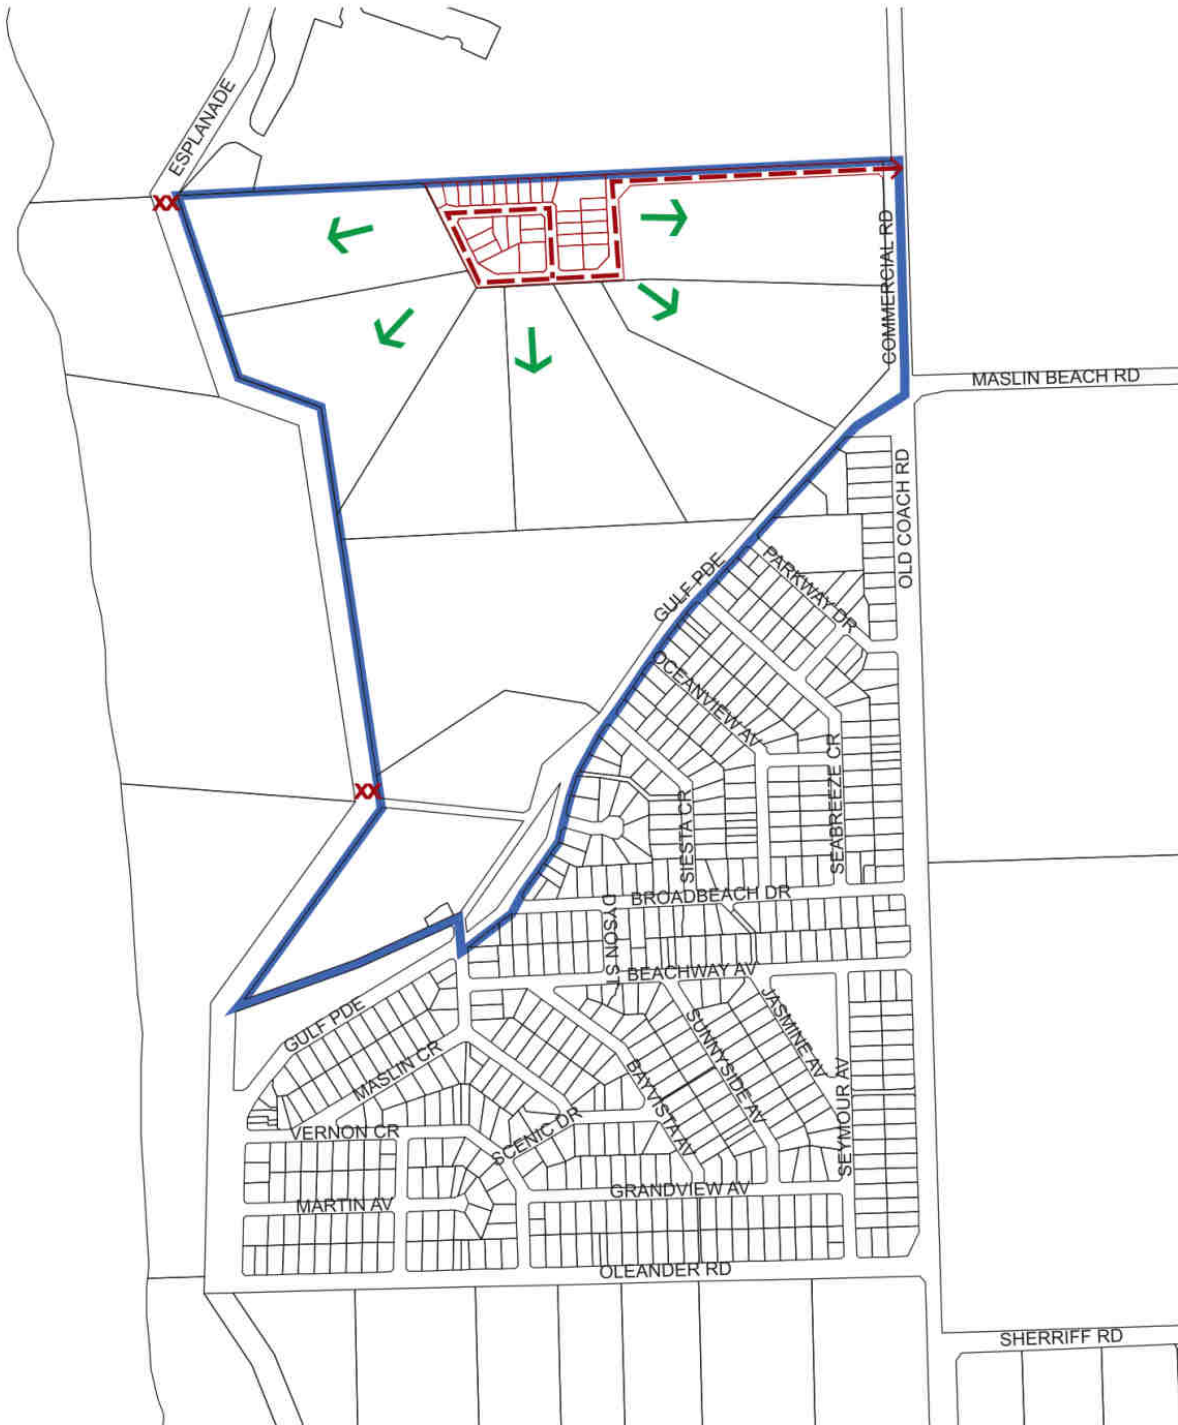 ESPLANADE
XX
COMMERCIAL RD
MASLIN BEACH RD
OLD COACH RD
GULF PDE
PARKWAY DR
OCEANVIEW AV
SEABREEZE CR
XX
SIESTA CR
BROADBEACH DR
DYSON ST
BEACHWAY AV
JASMINE AV
SUNNYSIDE AV
GULF PDE
MASLIN CR
BAYVISTA AV
SEYMOUR AV
VERNON CR
SCENIC DR
GRANDVIEW AV
MARTIN AV
OLEANDER RD
SHERRIFF RD